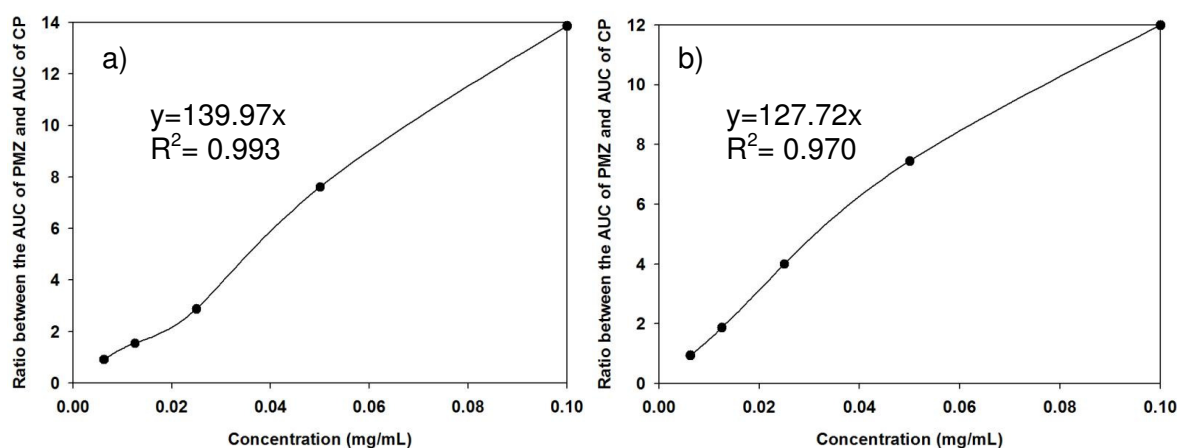 a)
y=139.97x
R²= 0.993
Ratio between the AUC of PMZ and AUC of CP
14
12
10
8
6
4
2
0
0.00 0.02 0.04 0.06 0.08 0.10
Concentration (mg/mL)
b)
y=127.72x
R²= 0.970
Ratio between the AUC of PMZ and AUC of CP
12
10
8
6
4
2
0
0.00 0.02 0.04 0.06 0.08 0.10
Concentration (mg/mL)